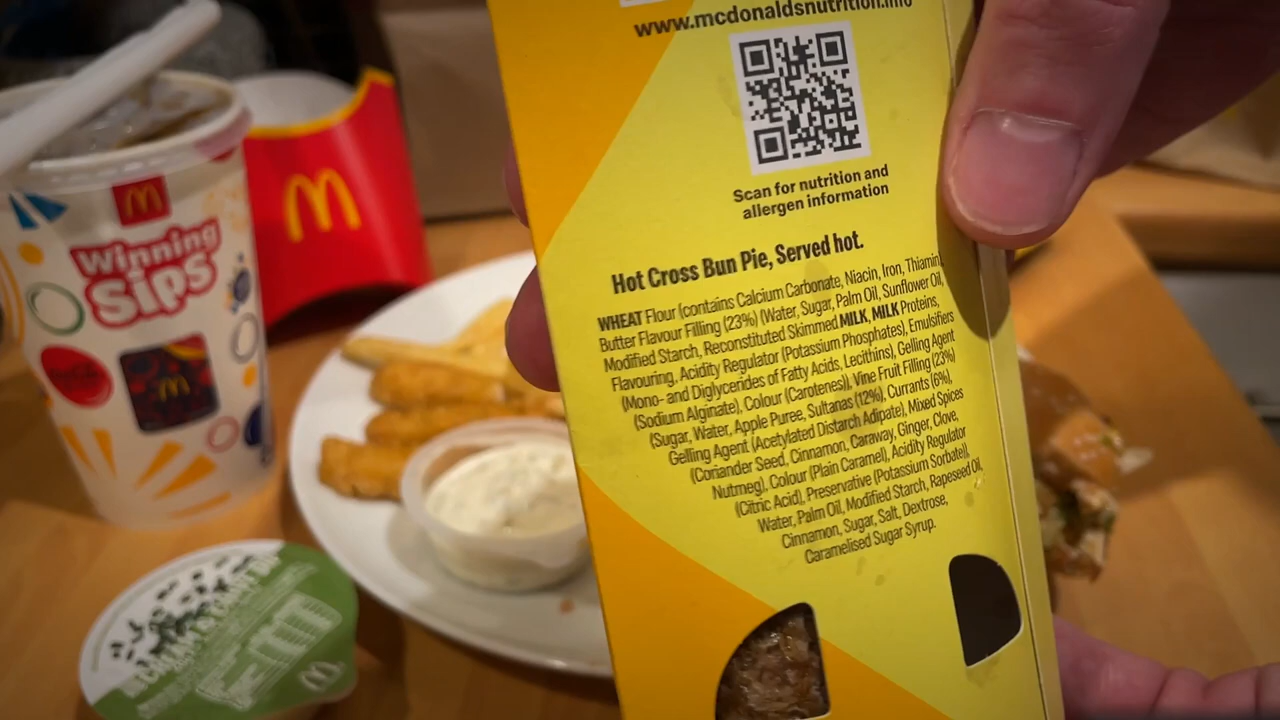 www.mcdonaldsnutrition.info
Scan for nutrition and
allergen information
Hot Cross Bun Pie, Served hot.
WHEAT Flour (contains Calcium Carbonate, Niacin, Iron, Thiamin),
Butter Flavour Filling (23%) (Water, Sugar, Palm Oil, Sunflower Oil,
Modified Starch, Reconstituted Skimmed MILK, MILK Proteins,
Flavouring, Acidity Regulator (Potassium Phosphates), Emulsifiers
(Mono- and Diglycerides of Fatty Acids, Lecithins), Gelling Agent
(Sodium Alginate), Colour (Carotenes)), Vine Fruit Filling (23%)
(Sugar, Water, Apple Puree, Sultanas (12%), Currants (6%),
Gelling Agent (Acetylated Distarch Adipate), Mixed Spices
(Coriander Seed, Cinnamon, Caraway, Ginger, Clove,
Nutmeg), Colour (Plain Caramel), Acidity Regulator
(Citric Acid), Preservative (Potassium Sorbate)),
Water, Palm Oil, Modified Starch, Rapeseed Oil,
Cinnamon, Sugar, Salt, Dextrose,
Caramelised Sugar Syrup.
Winning
Sips